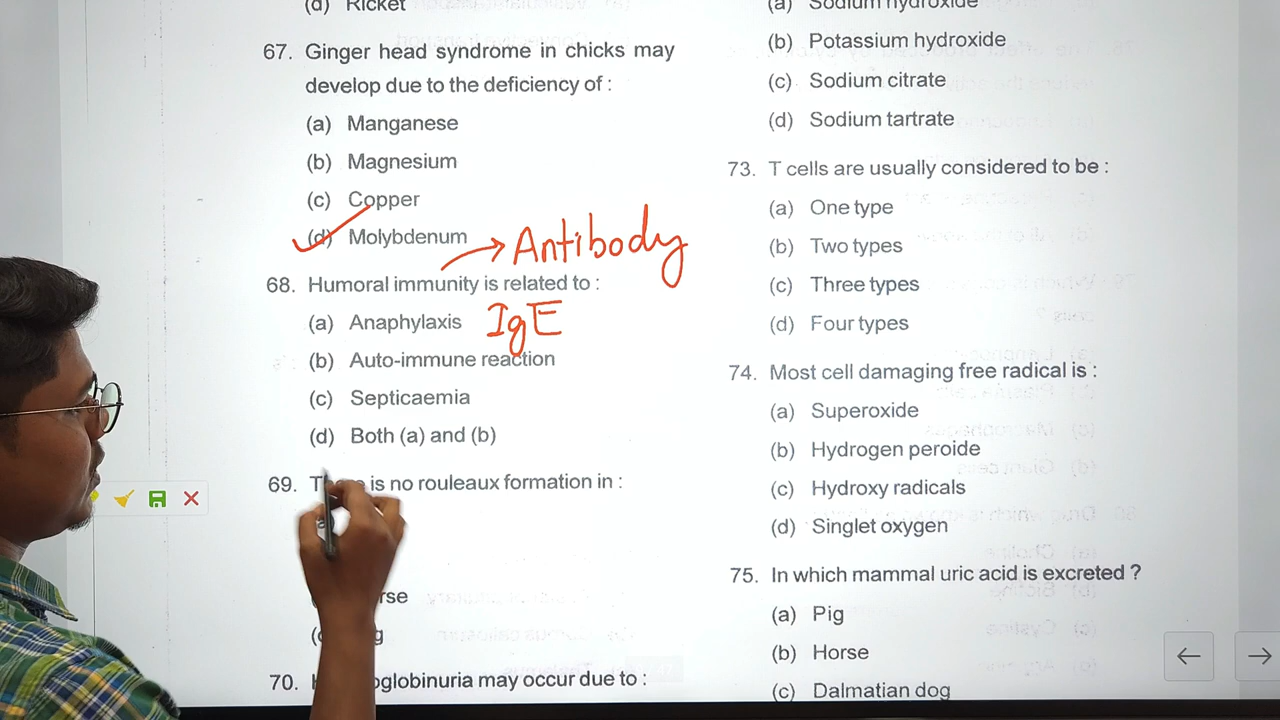 (d) Ricket
67. Ginger head syndrome in chicks may
develop due to the deficiency of :
(a) Manganese
(b) Magnesium
(c) Copper
(d) Molybdenum
Antibody
68. Humoral immunity is related to :
(a) Anaphylaxis IgE
(b) Auto-immune reaction
(c) Septicaemia
(d) Both (a) and (b)
69. is no rouleaux formation in :
70. may occur due to :
(a) Sodium hydroxide
(b) Potassium hydroxide
(c) Sodium citrate
(d) Sodium tartrate
73. T cells are usually considered to be :
(a) One type
(b) Two types
(c) Three types
(d) Four types
74. Most cell damaging free radical is :
(a) Superoxide
(b) Hydrogen peroide
(c) Hydroxy radicals
(d) Singlet oxygen
75. In which mammal uric acid is excreted ?
(a) Pig
(b) Horse
(c) Dalmatian dog